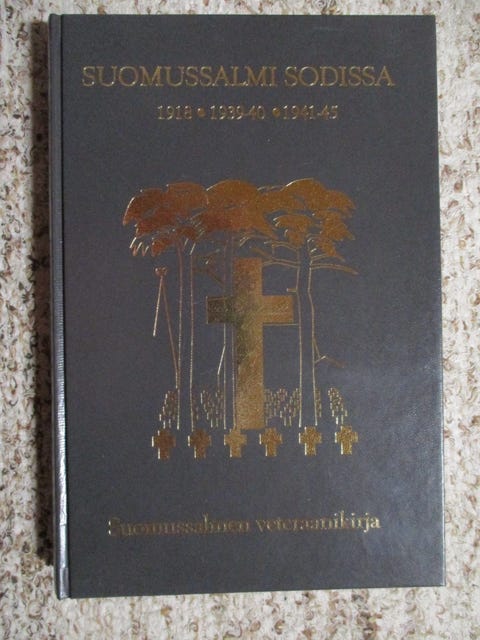 SUOMUSSALMI SODISSA
1918 • 1939-40 • 1941-45
Suomussalmen veteraanikirja